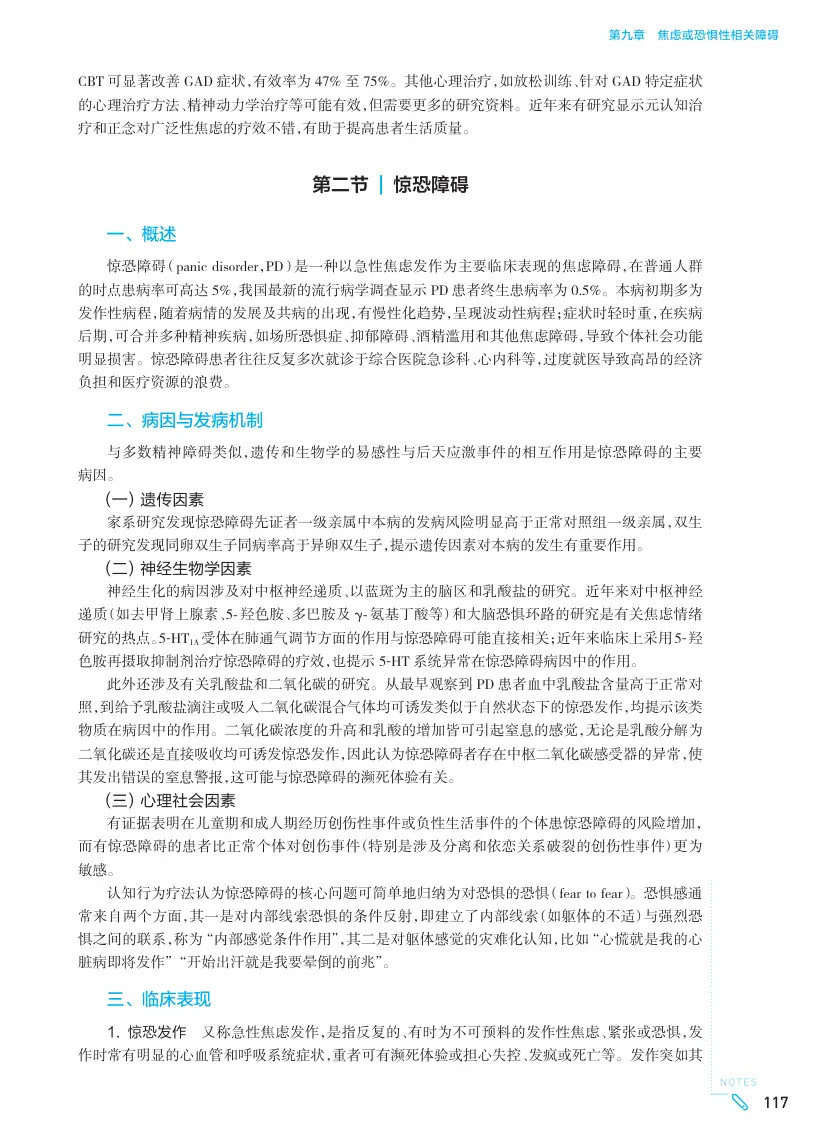 第九章 焦虑或恐惧性相关障碍
CBT 可显著改善 GAD 症状,有效率为 47% 至 75%。其他心理治疗,如放松训练、针对 GAD 特定症状
的心理治疗方法、精神动力学治疗等可能有效,但需要更多的研究资料。近年来有研究显示元认知治
疗和正念对广泛性焦虑的疗效不错,有助于提高患者生活质量。
第二节 | 惊恐障碍
一、概述
惊恐障碍(panic disorder,PD)是一种以急性焦虑发作为主要临床表现的焦虑障碍,在普通人群
的时点患病率可高达 5%,我国最新的流行病学调查显示 PD 患者终生患病率为 0.5%。本病初期多为
发作性病程,随着病情的发展及共病的出现,有慢性化趋势,呈现波动性病程;症状时轻时重,在疾病
后期,可合并多种精神疾病,如场所恐惧症、抑郁障碍、酒精滥用和其他焦虑障碍,导致个体社会功能
明显损害。惊恐障碍患者往往反复多次就诊于综合医院急诊科、心内科等,过度就医导致高昂的经济
负担和医疗资源的浪费。
二、病因与发病机制
与多数精神障碍类似,遗传和生物学的易感性与后天应激事件的相互作用是惊恐障碍的主要
病因。
(一)遗传因素
家系研究发现惊恐障碍先证者一级亲属中本病的发病风险明显高于正常对照组一级亲属,双生
子的研究发现同卵双生子同病率高于异卵双生子,提示遗传因素对本病的发生有重要作用。
(二)神经生物学因素
神经生化的病因涉及对中枢神经递质、以蓝斑为主的脑区和乳酸盐的研究。近年来对中枢神经
递质(如去甲肾上腺素、5-羟色胺、多巴胺及 γ-氨基丁酸等)和大脑恐惧环路的研究是有关焦虑情绪
研究的热点。5-HT1A 受体在肺通气调节方面的作用与惊恐障碍可能直接相关;近年来临床上采用5-羟
色胺再摄取抑制剂治疗惊恐障碍的疗效,也提示 5-HT 系统异常在惊恐障碍病因中的作用。
此外还涉及有关乳酸盐和二氧化碳的研究。从最早观察到 PD 患者血中乳酸盐含量高于正常对
照,到给予乳酸盐滴注或吸入二氧化碳混合气体均可诱发类似于自然状态下的惊恐发作,均提示该类
物质在病因中的作用。二氧化碳浓度的升高和乳酸的增加皆可引起窒息的感觉,无论是乳酸分解为
二氧化碳还是直接吸收均可诱发惊恐发作,因此认为惊恐障碍者存在中枢二氧化碳感受器的异常,使
其发出错误的窒息警报,这可能与惊恐障碍的濒死体验有关。
(三)心理社会因素
有证据表明在儿童期和成人期经历创伤性事件或负性生活事件的个体患惊恐障碍的风险增加,
而有惊恐障碍的患者比正常个体对创伤事件(特别是涉及分离和依恋关系破裂的创伤性事件)更为
敏感。
认知行为疗法认为惊恐障碍的核心问题可简单地归纳为对恐惧的恐惧(fear to fear)。恐惧感通
常来自两个方面,其一是对内部线索恐惧的条件反射,即建立了内部线索(如躯体的不适)与强烈恐
惧之间的联系,称为“内部感觉条件作用”,其二是对躯体感觉的灾难化认知,比如“心慌就是我的心
脏病即将发作”“开始出汗就是我要晕倒的前兆”。
三、临床表现
1. 惊恐发作 又称急性焦虑发作,是指反复的、有时为不可预料的发作性焦虑、紧张或恐惧,发
作时常有明显的心血管和呼吸系统症状,重者可有濒死体验或担心失控、发疯或死亡等。发作突如其
NOTES
117